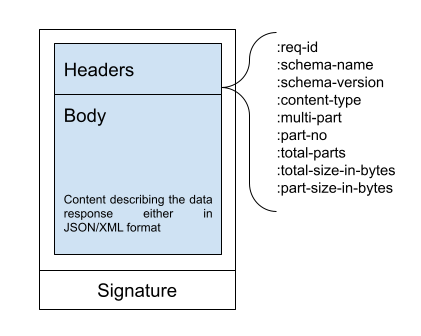 Headers
Body
Content describing the data
response either in
JSON/XML format
Signature
:req-id
:schema-name
:schema-version
:content-type
:multi-part
:part-no
:total-parts
:total-size-in-bytes
:part-size-in-bytes